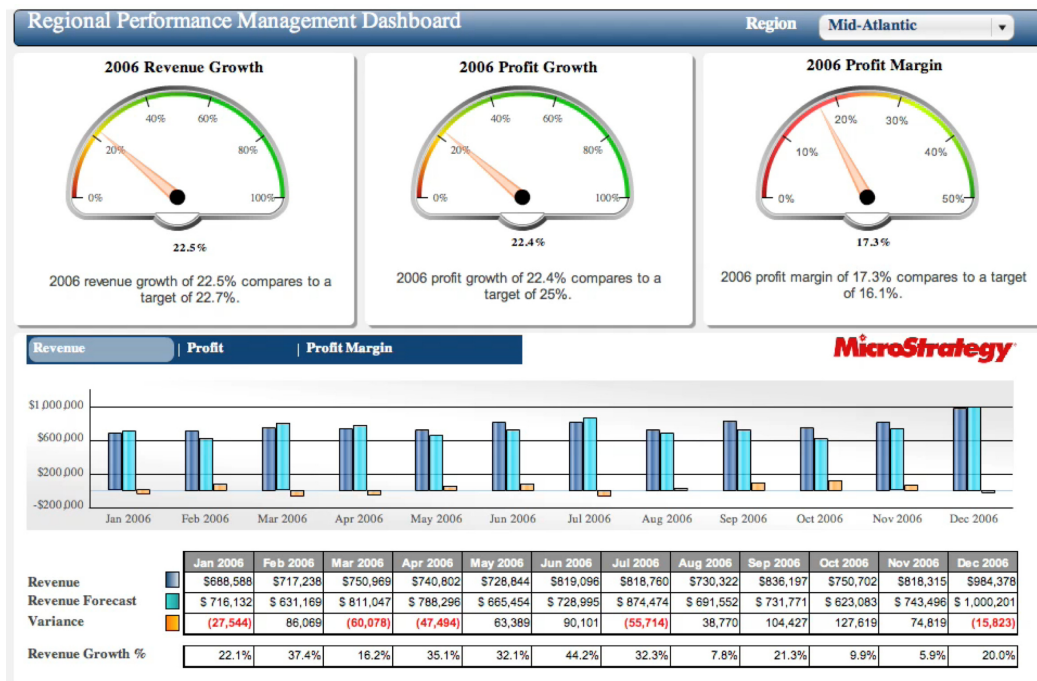 Regional Performance Management Dashboard
Region Mid-Atlantic
2006 Revenue Growth
0% 20% 40% 60% 80% 100%
22.5%
2006 revenue growth of 22.5% compares to a
target of 22.7%.
2006 Profit Growth
0% 20% 40% 60% 80% 100%
22.4%
2006 profit growth of 22.4% compares to a
target of 25%.
2006 Profit Margin
0% 10% 20% 30% 40% 50%
17.3%
2006 profit margin of 17.3% compares to a target
of 16.1%.
Revenue | Profit | Profit Margin
MicroStrategy
$1,000,000
$600,000
$200,000
-$200,000
Jan 2006 Feb 2006 Mar 2006 Apr 2006 May 2006 Jun 2006 Jul 2006 Aug 2006 Sep 2006 Oct 2006 Nov 2006 Dec 2006
Jan 2006 Feb 2006 Mar 2006 Apr 2006 May 2006 Jun 2006 Jul 2006 Aug 2006 Sep 2006 Oct 2006 Nov 2006 Dec 2006
Revenue $688,588 $717,238 $750,969 $740,802 $728,844 $819,096 $818,760 $730,322 $836,197 $750,702 $818,315 $984,378
Revenue Forecast $ 716,132 $ 631,169 $ 811,047 $ 788,296 $ 665,454 $ 728,995 $ 874,474 $ 691,552 $ 731,771 $ 623,083 $ 743,496 $ 1,000,201
Variance (27,544) 86,069 (60,078) (47,494) 63,389 90,101 (55,714) 38,770 104,427 127,619 74,819 (15,823)
Revenue Growth % 22.1% 37.4% 16.2% 35.1% 32.1% 44.2% 32.3% 7.8% 21.3% 9.9% 5.9% 20.0%